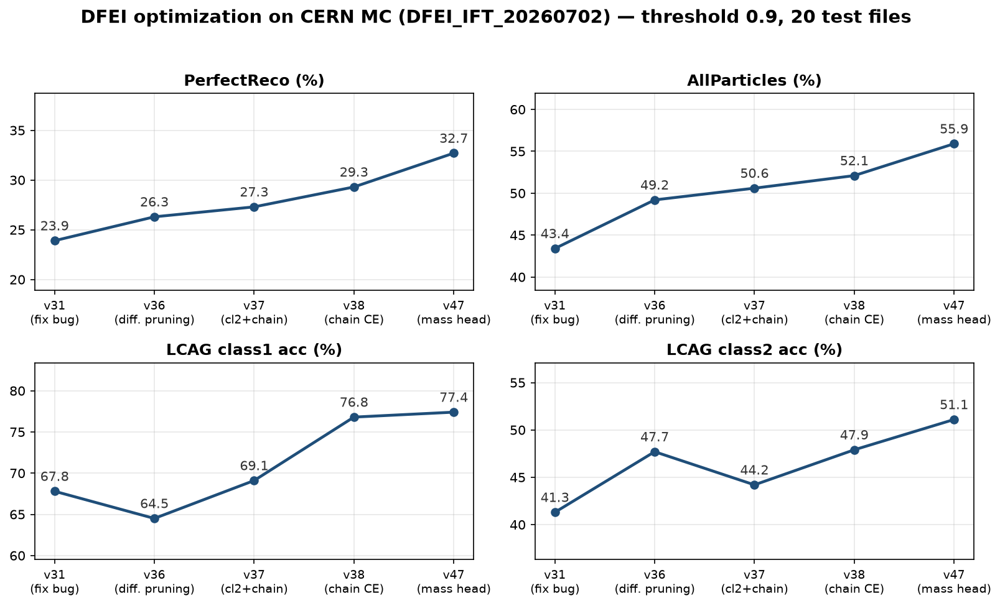 DFEI optimization on CERN MC (DFEI_IFT_20260702) — threshold 0.9, 20 test files
PerfectReco (%)
35
30
25
20
23.9
26.3
27.3
29.3
32.7
v31
(fix bug)
v36
(diff. pruning)
v37
(cl2+chain)
v38
(chain CE)
v47
(mass head)
AllParticles (%)
60
55
50
45
40
43.4
49.2
50.6
52.1
55.9
v31
(fix bug)
v36
(diff. pruning)
v37
(cl2+chain)
v38
(chain CE)
v47
(mass head)
LCAG class1 acc (%)
80
75
70
65
60
67.8
64.5
69.1
76.8
77.4
v31
(fix bug)
v36
(diff. pruning)
v37
(cl2+chain)
v38
(chain CE)
v47
(mass head)
LCAG class2 acc (%)
55
50
45
40
41.3
47.7
44.2
47.9
51.1
v31
(fix bug)
v36
(diff. pruning)
v37
(cl2+chain)
v38
(chain CE)
v47
(mass head)